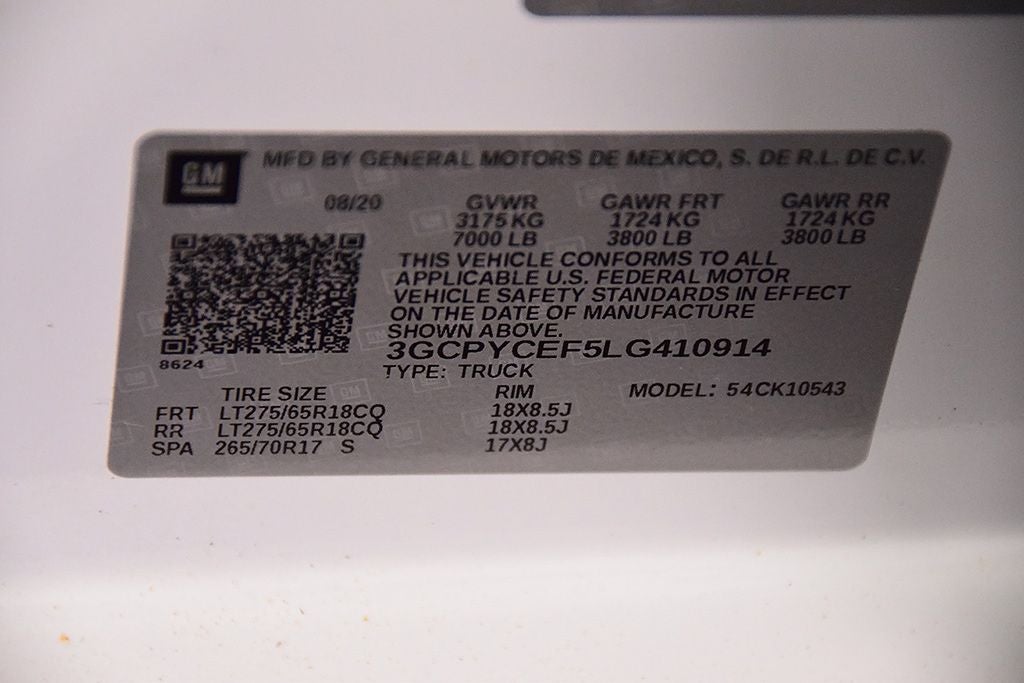 GM MFD BY GENERAL MOTORS DE MEXICO, S. DE R.L. DE C.V.
08/20 GVWR GAWR FRT GAWR RR
3175 KG 1724 KG 1724 KG
7000 LB 3800 LB 3800 LB
THIS VEHICLE CONFORMS TO ALL
APPLICABLE U.S. FEDERAL MOTOR
VEHICLE SAFETY STANDARDS IN EFFECT
ON THE DATE OF MANUFACTURE
SHOWN ABOVE.
3GCPYCEF5LG410914
8624
TYPE: TRUCK
TIRE SIZE RIM MODEL: 54CK10543
FRT LT275/65R18CQ 18X8.5J
RR LT275/65R18CQ 18X8.5J
SPA 265/70R17 S 17X8J